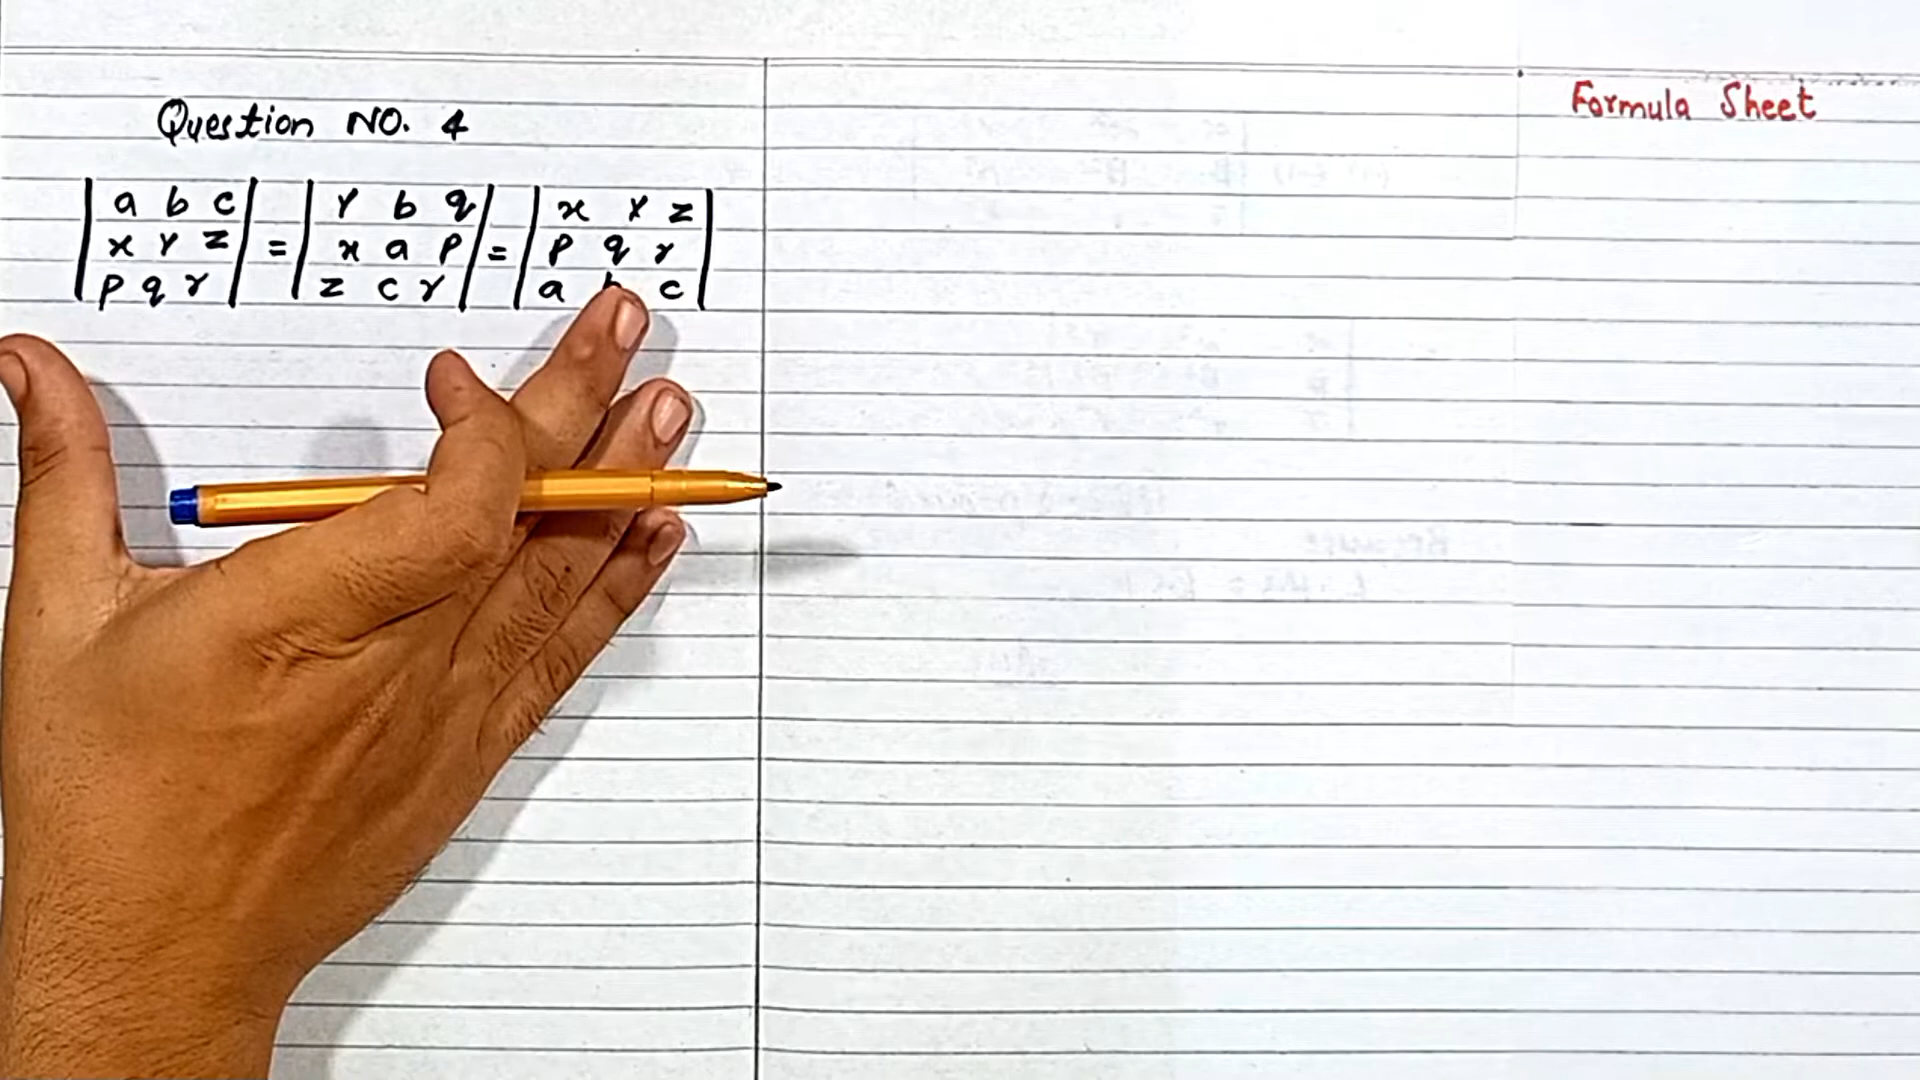 Formula Sheet
Question NO. 4
| a b c | = | Y b q | = | x Y z |
| x Y z | = | x a p | = | p q r |
| p q r | = | z c r | = | a b c |